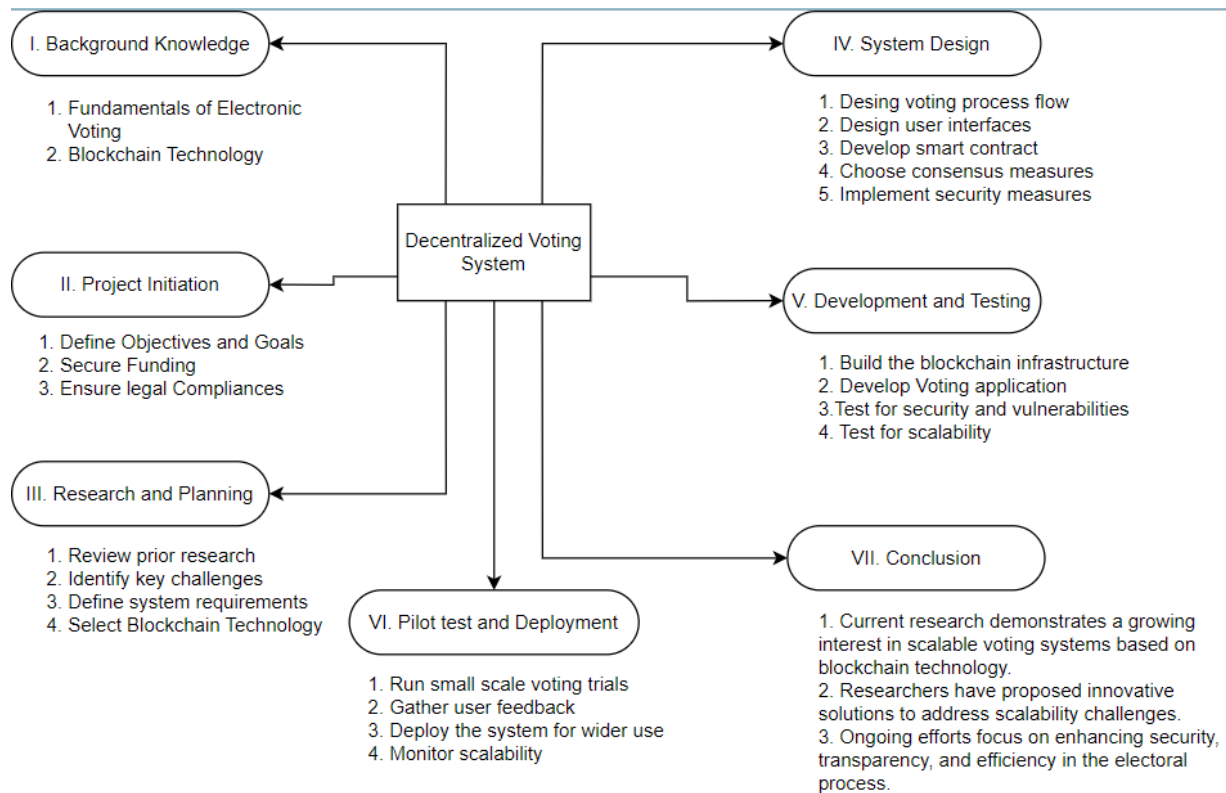 I. Background Knowledge
1. Fundamentals of Electronic
Voting
2. Blockchain Technology
Decentralized Voting
System
II. Project Initiation
1. Define Objectives and Goals
2. Secure Funding
3. Ensure legal Compliances
III. Research and Planning
1. Review prior research
2. Identify key challenges
3. Define system requirements
4. Select Blockchain Technology
IV. System Design
1. Desing voting process flow
2. Design user interfaces
3. Develop smart contract
4. Choose consensus measures
5. Implement security measures
V. Development and Testing
1. Build the blockchain infrastructure
2. Develop Voting application
3.Test for security and vulnerabilities
4. Test for scalability
VI. Pilot test and Deployment
1. Run small scale voting trials
2. Gather user feedback
3. Deploy the system for wider use
4. Monitor scalability
VII. Conclusion
1. Current research demonstrates a growing
interest in scalable voting systems based on
blockchain technology.
2. Researchers have proposed innovative
solutions to address scalability challenges.
3. Ongoing efforts focus on enhancing security,
transparency, and efficiency in the electoral
process.